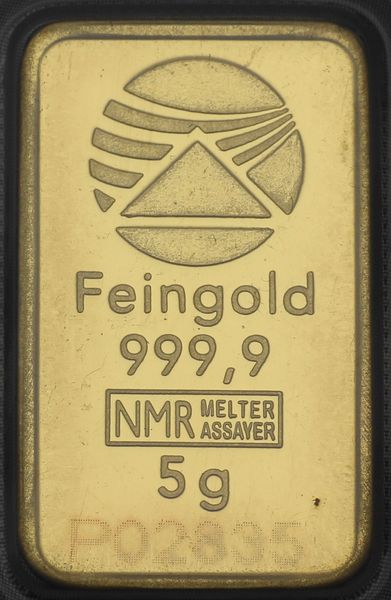 Feingold
999,9
NMR MELTER
ASSAYER
5g
P02835